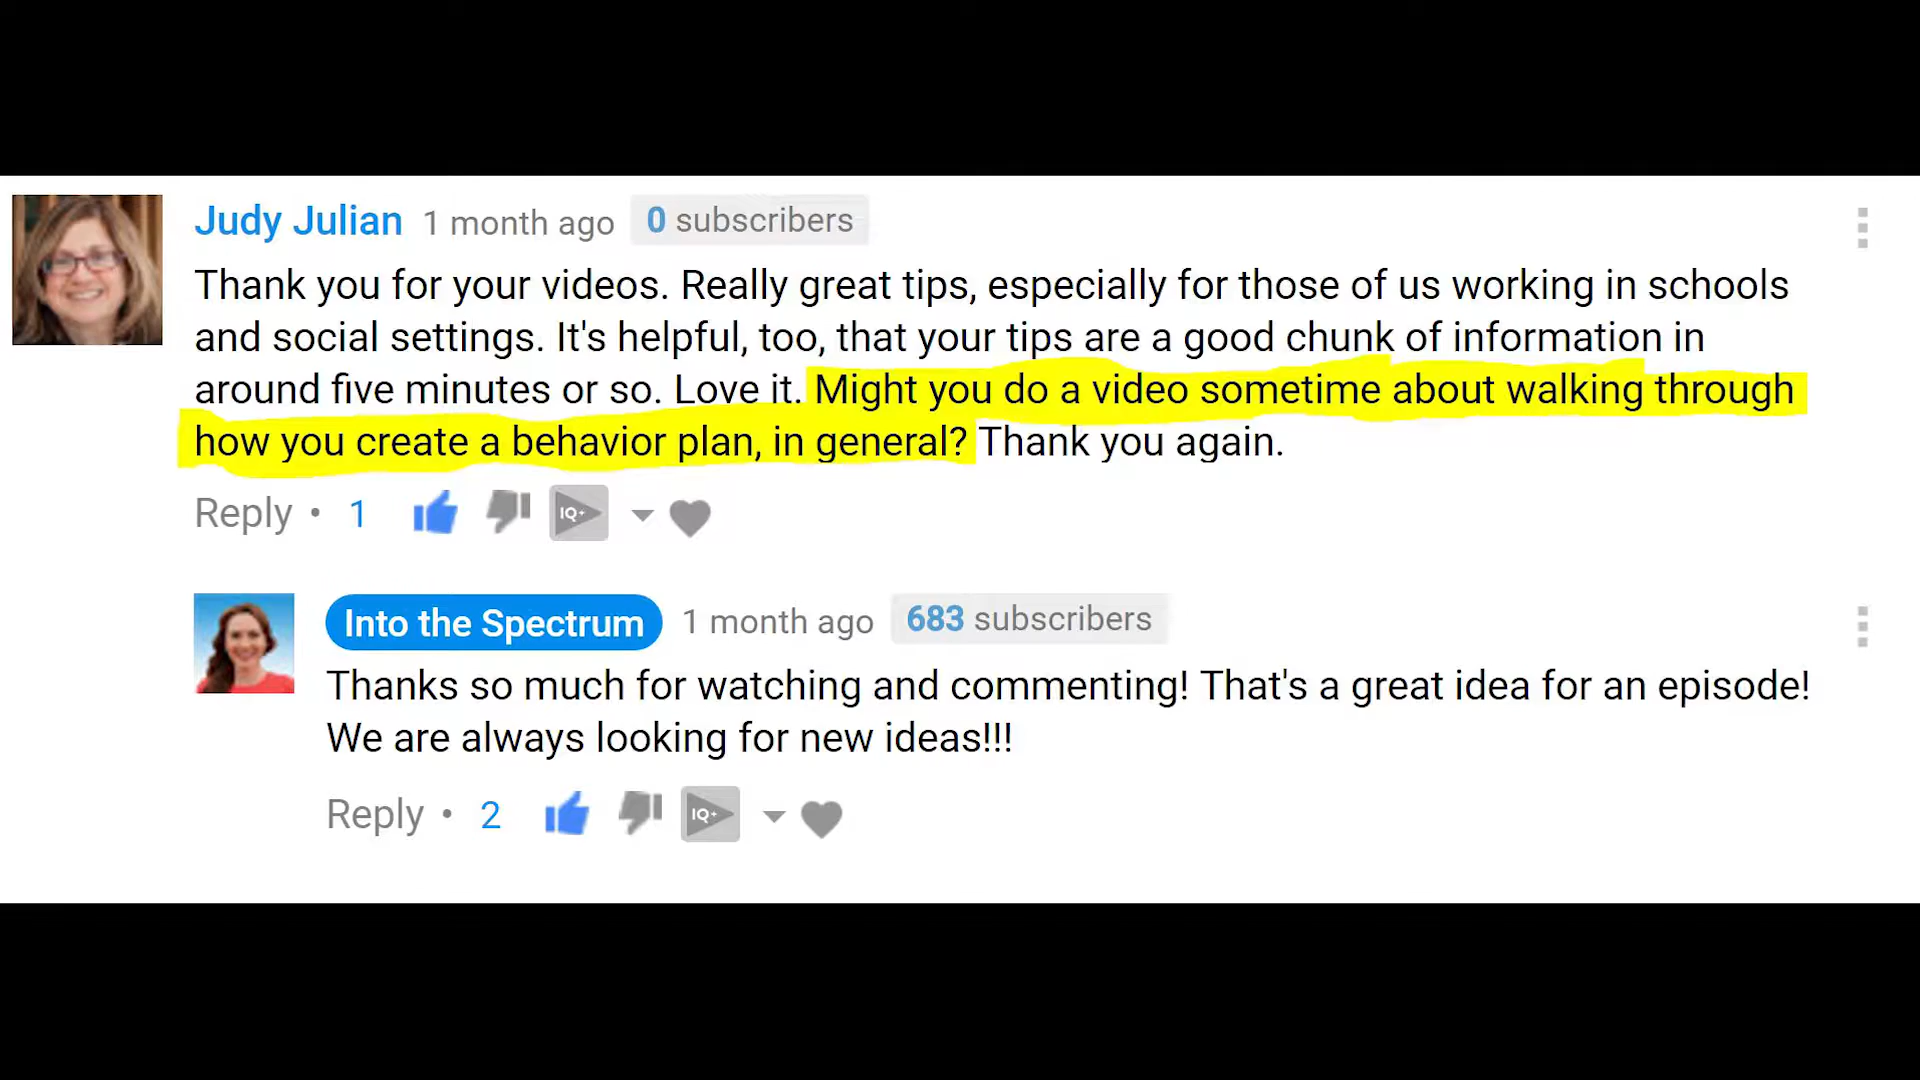 Judy Julian 1 month ago 0 subscribers
Thank you for your videos. Really great tips, especially for those of us working in schools
and social settings. It's helpful, too, that your tips are a good chunk of information in
around five minutes or so. Love it. Might you do a video sometime about walking through
how you create a behavior plan, in general? Thank you again.
Reply • 1 IQ+
Into the Spectrum 1 month ago 683 subscribers
Thanks so much for watching and commenting! That's a great idea for an episode!
We are always looking for new ideas!!!
Reply • 2 IQ+